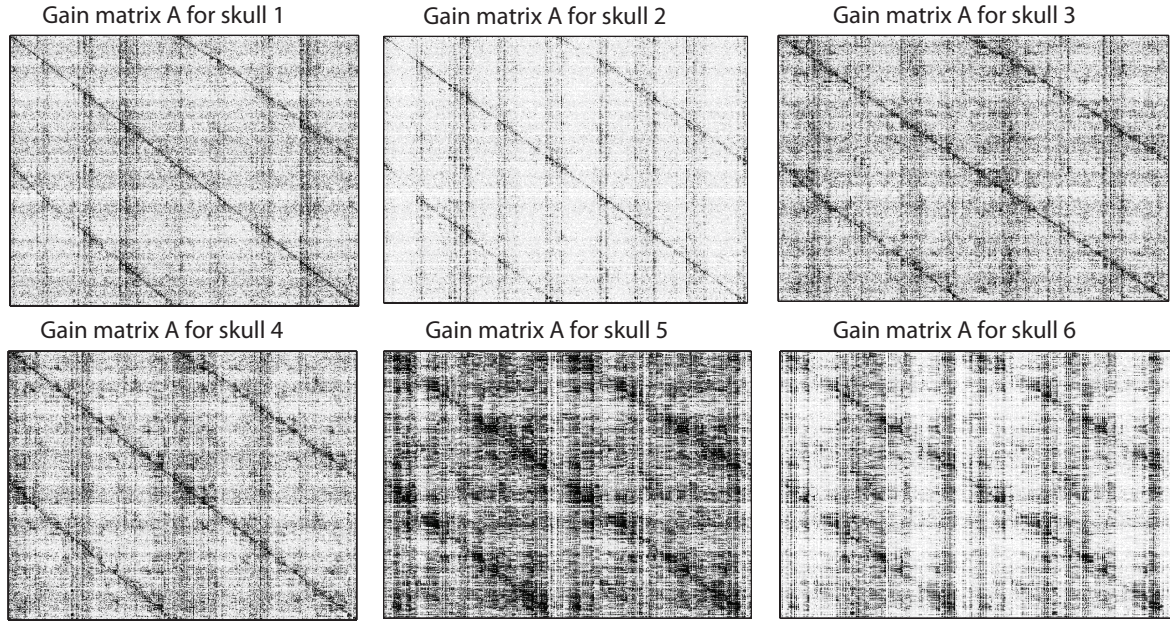 Gain matrix A for skull 1
Gain matrix A for skull 2
Gain matrix A for skull 3
Gain matrix A for skull 4
Gain matrix A for skull 5
Gain matrix A for skull 6